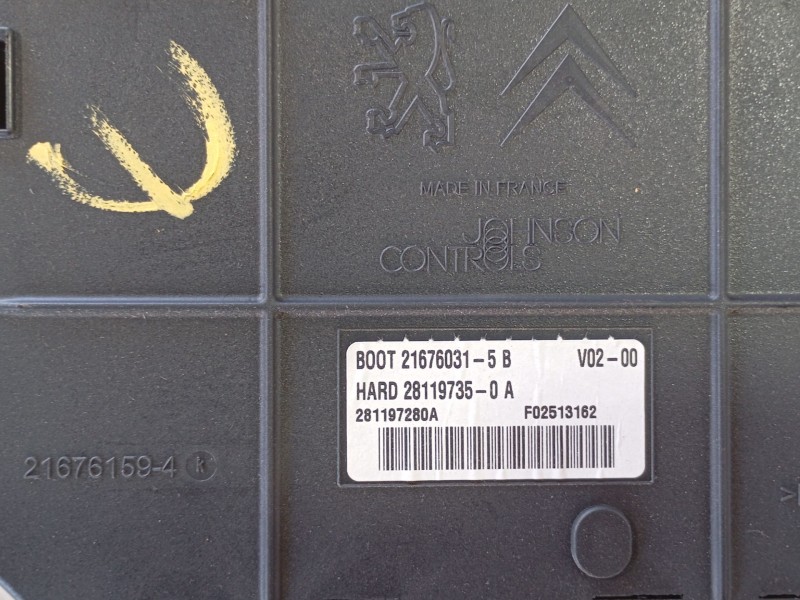 MADE IN FRANCE
JOHNSON
CONTROLS
BOOT 21676031-5 B V02-00
HARD 28119735-0 A
281197280A F02513162
21676159-4 K